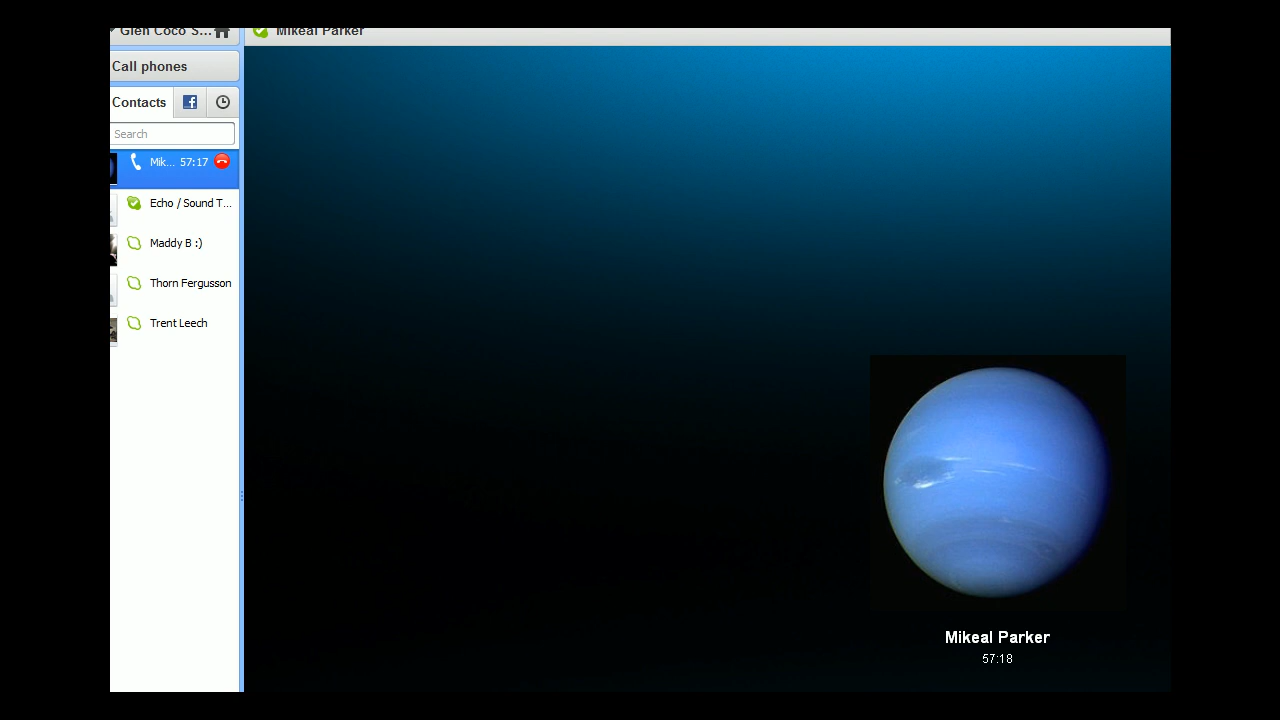 Glen Coco S...
Mikeal Parker
Call phones
Contacts
Search
Mik... 57:17
Echo / Sound T...
Maddy B :)
Thorn Fergusson
Trent Leech
Mikeal Parker
57:18